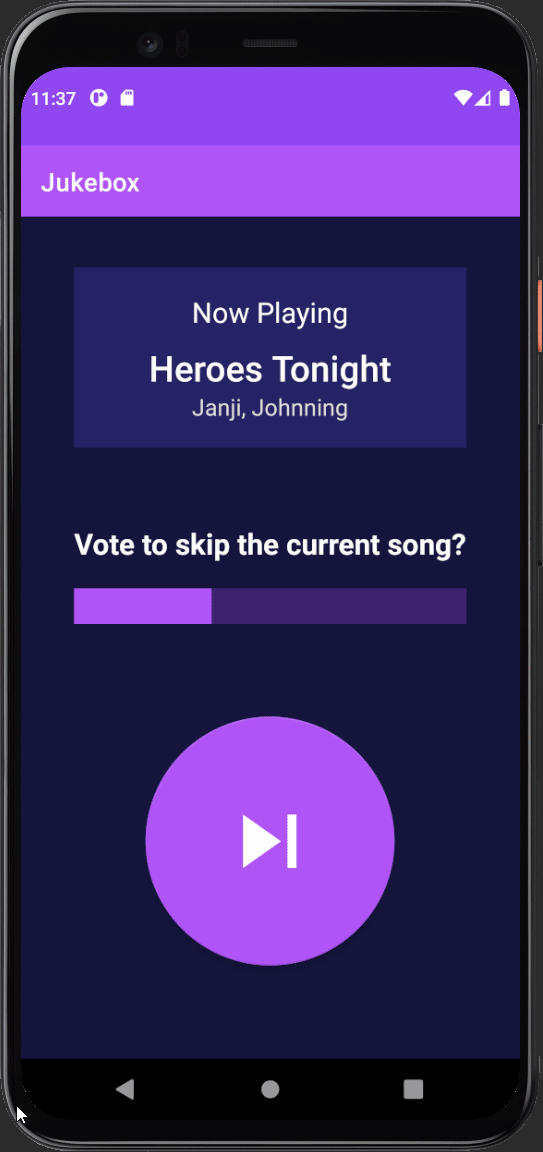 11:37
Jukebox
Now Playing
Heroes Tonight
Janji, Johnning
Vote to skip the current song?